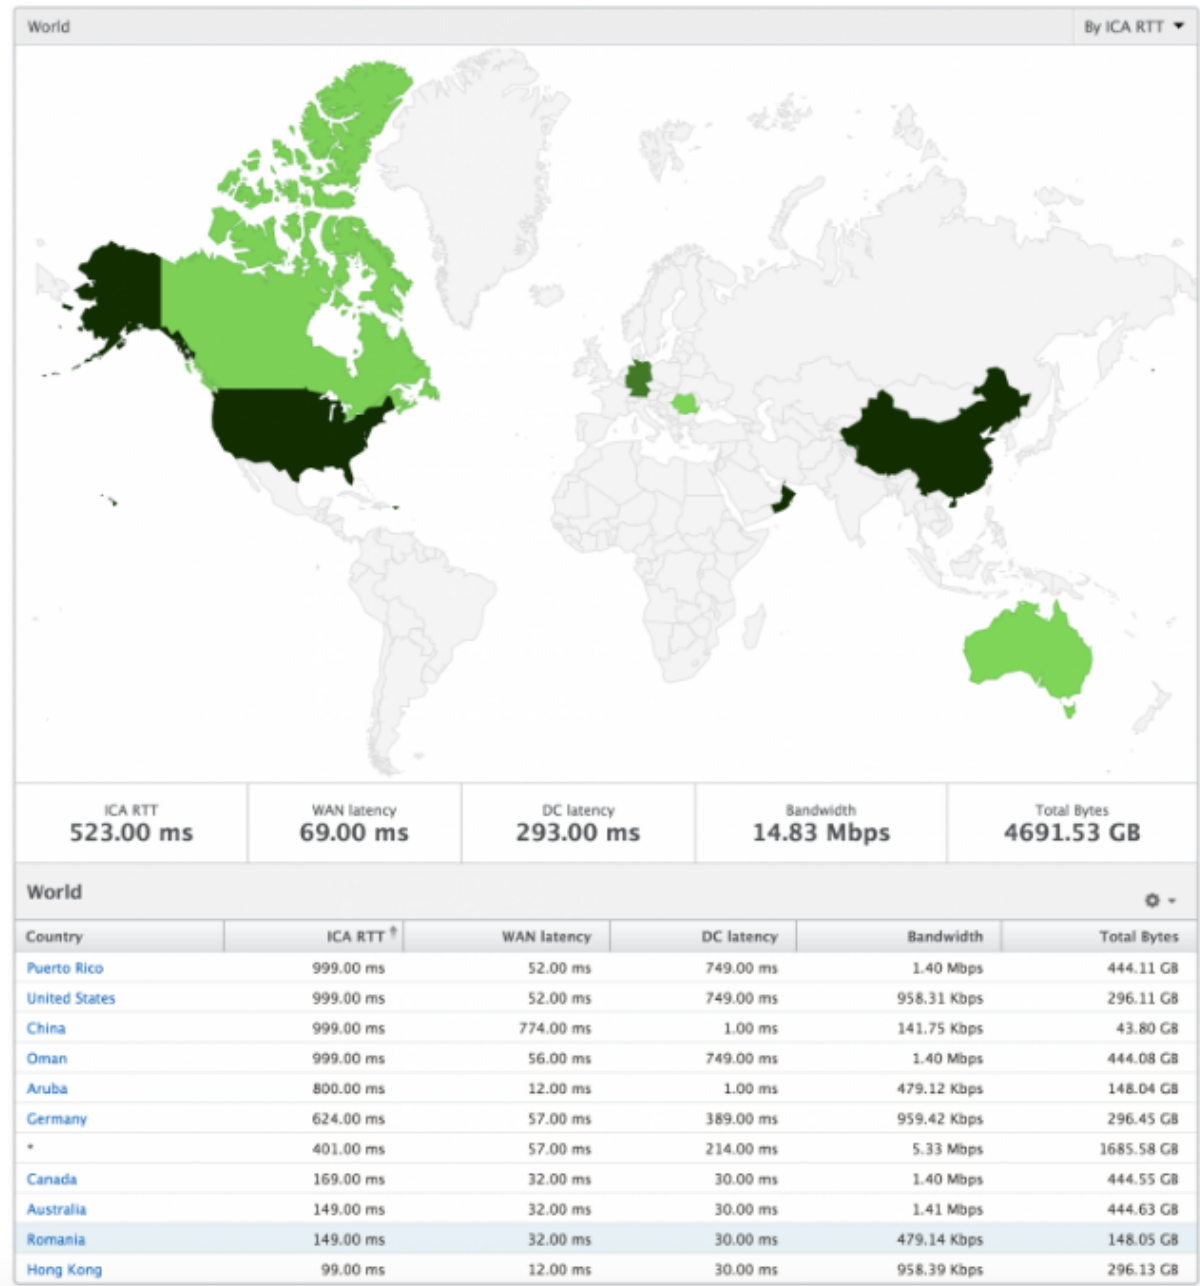 World By ICA RTT
ICA RTT WAN latency DC latency Bandwidth Total Bytes
523.00 ms 69.00 ms 293.00 ms 14.83 Mbps 4691.53 GB
World
Country ICA RTT WAN latency DC latency Bandwidth Total Bytes
Puerto Rico 999.00 ms 52.00 ms 749.00 ms 1.40 Mbps 444.11 GB
United States 999.00 ms 52.00 ms 749.00 ms 958.31 Kbps 296.11 GB
China 999.00 ms 774.00 ms 1.00 ms 141.75 Kbps 43.80 GB
Oman 999.00 ms 56.00 ms 749.00 ms 1.40 Mbps 444.08 GB
Aruba 800.00 ms 12.00 ms 1.00 ms 479.12 Kbps 148.04 GB
Germany 624.00 ms 57.00 ms 389.00 ms 959.42 Kbps 296.45 GB
* 401.00 ms 57.00 ms 214.00 ms 5.33 Mbps 1685.58 GB
Canada 169.00 ms 32.00 ms 30.00 ms 1.40 Mbps 444.55 GB
Australia 149.00 ms 32.00 ms 30.00 ms 1.41 Mbps 444.63 GB
Romania 149.00 ms 32.00 ms 30.00 ms 479.14 Kbps 148.05 GB
Hong Kong 99.00 ms 12.00 ms 30.00 ms 958.39 Kbps 296.13 GB